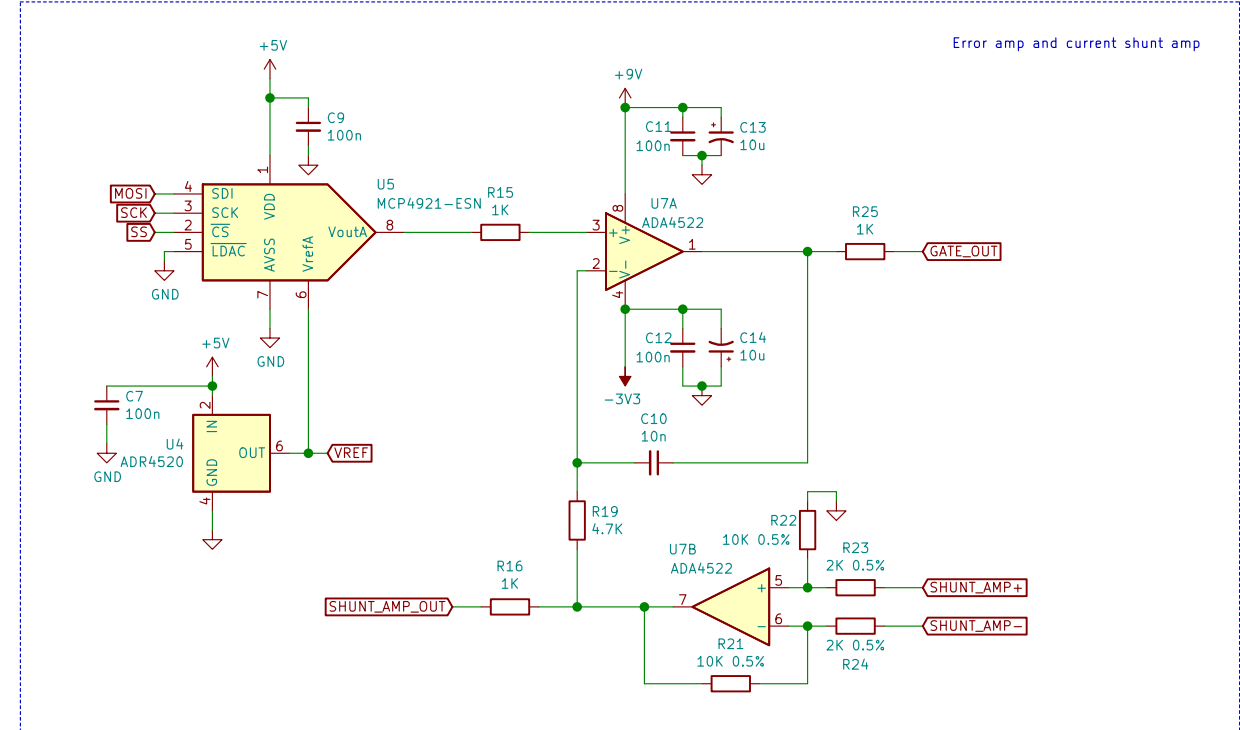 Error amp and current shunt amp
+5V
C9
100n
+9V
C11
100n
C13
10u
1
MOSI
4
SDI
SCK
3
SCK
SS
2
CS
5
LDAC
VDD
AVSS
VrefA
VoutA
8
U5
MCP4921-ESN
7
6
GND
GND
R15
1K
U7A
ADA4522
8
3
+
V+
2
-
V-
4
1
R25
1K
GATE_OUT
C12
100n
C14
10u
-3V3
+5V
C7
100n
GND
2
IN
U4
ADR4520
OUT
GND
6
4
VREF
C10
10n
R19
4.7K
R22
10K 0.5%
R23
2K 0.5%
U7B
ADA4522
R16
1K
SHUNT_AMP_OUT
7
+
5
-
6
SHUNT_AMP+
SHUNT_AMP-
2K 0.5%
R24
R21
10K 0.5%